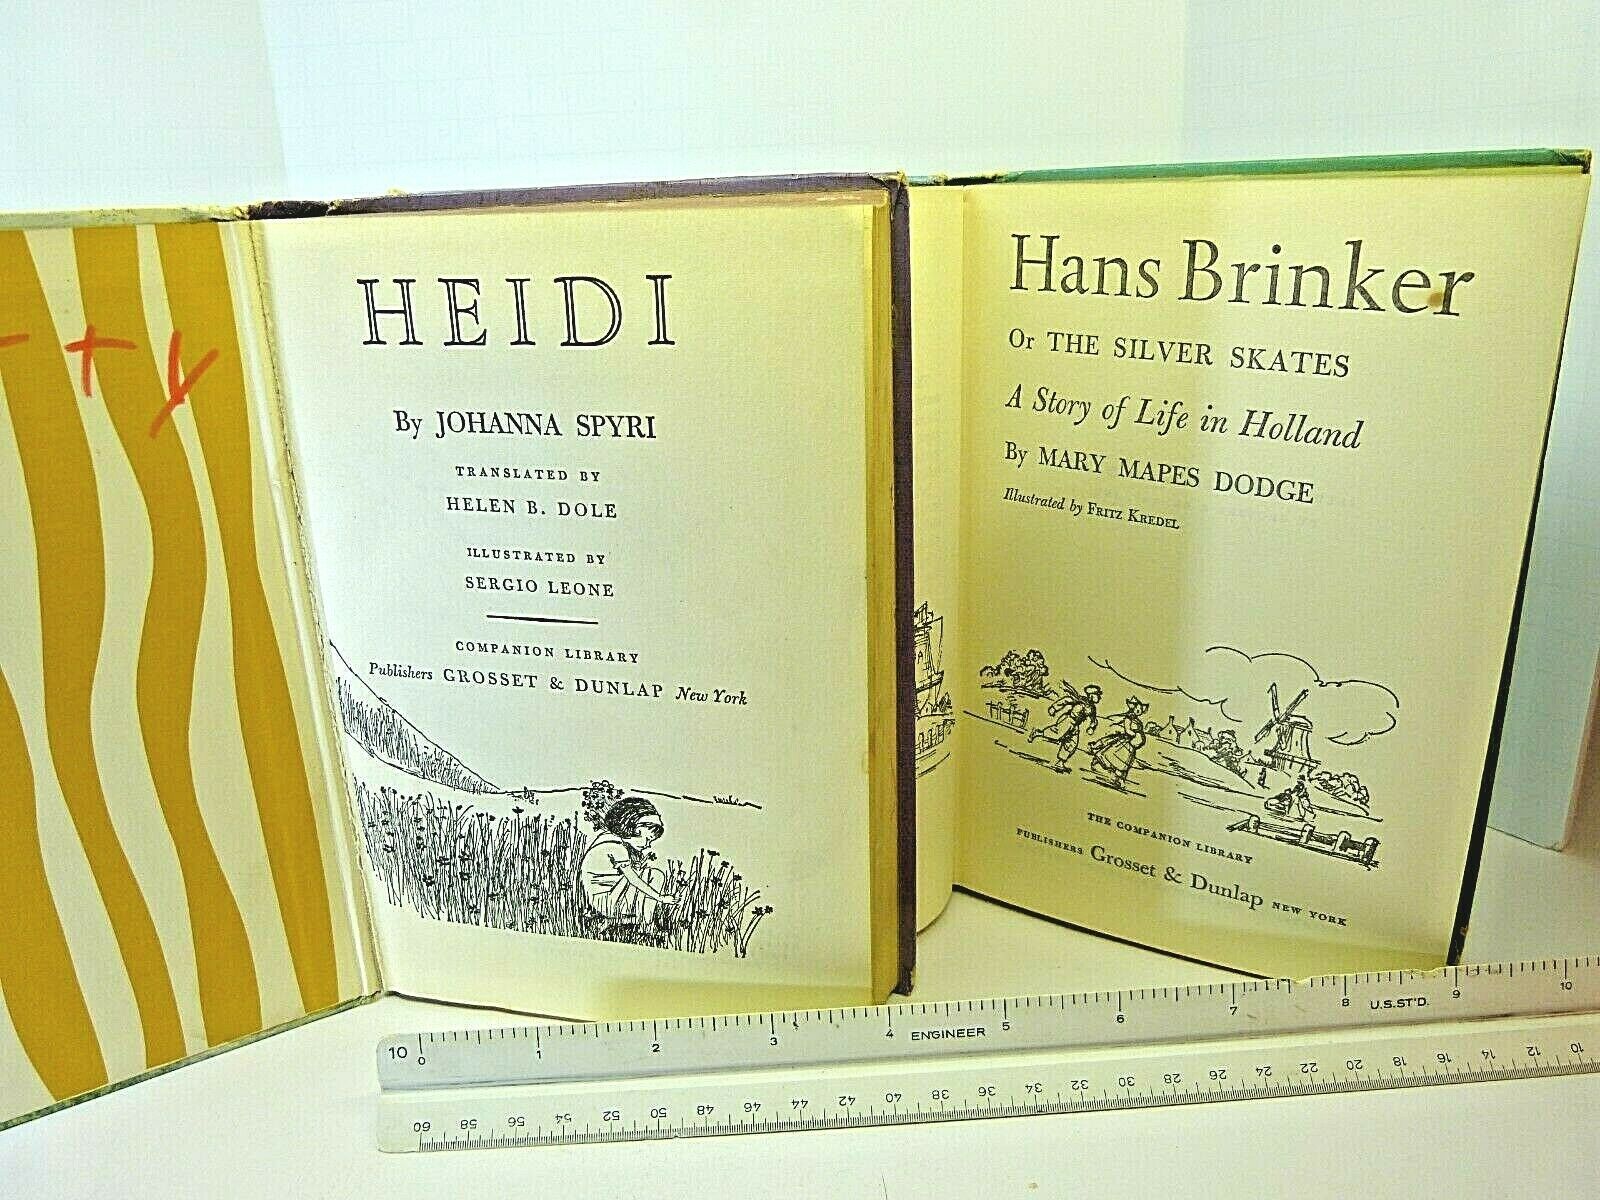 tty
HEIDI
By JOHANNA SPYRI
TRANSLATED BY
HELEN B. DOLE
ILLUSTRATED BY
SERGIO LEONE
COMPANION LIBRARY
Publishers GROSSET & DUNLAP New York
Hans Brinker
Or THE SILVER SKATES
A Story of Life in Holland
By MARY MAPES DODGE
Illustrated by FRITZ KREDEL
THE COMPANION LIBRARY
PUBLISHERS Grosset & Dunlap NEW YORK
10 0 1 2 3 4 ENGINEER 5 6 7 8 U.S.ST'D. 9 10
60 58 56 54 52 50 48 46 44 42 40 38 36 34 32 30 28 26 24 22 20 18 16 14 12 10